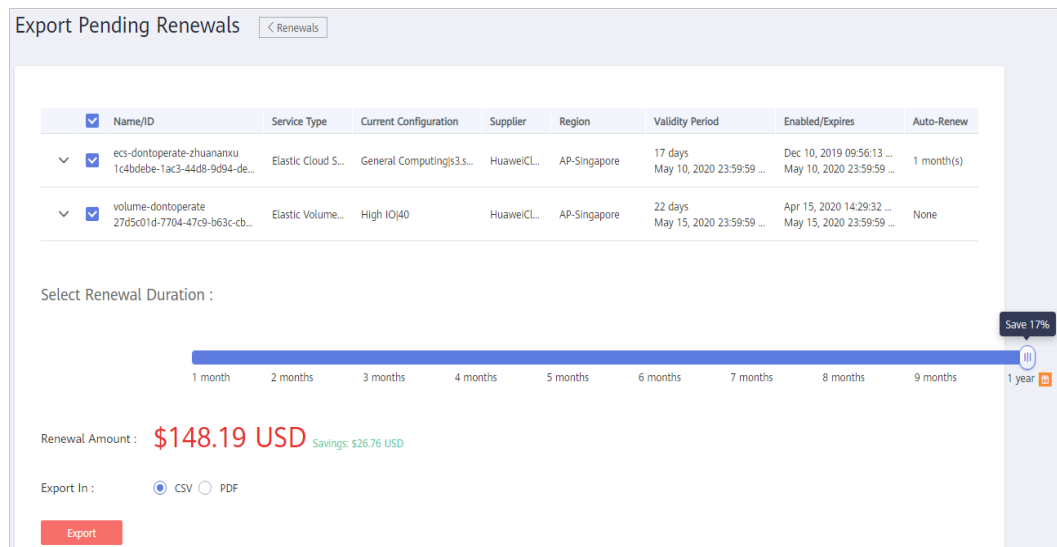 Export Pending Renewals < Renewals
Name/ID Service Type Current Configuration Supplier Region Validity Period Enabled/Expires Auto-Renew
ecs-dontoperate-zhuananxu Elastic Cloud S... General Computing|s3.s... HuaweiCl... AP-Singapore 17 days Dec 10, 2019 09:56:13 ... 1 month(s)
1c4bdebe-1ac3-44d8-9d94-de... May 10, 2020 23:59:59 ... May 10, 2020 23:59:59 ...
volume-dontoperate Elastic Volume... High IO|40 HuaweiCl... AP-Singapore 22 days Apr 15, 2020 14:29:32 ... None
27d5c01d-7704-47c9-b63c-cb... May 15, 2020 23:59:59 ... May 15, 2020 23:59:59 ...
Select Renewal Duration :
Save 17%
1 month 2 months 3 months 4 months 5 months 6 months 7 months 8 months 9 months 1 year
Renewal Amount : $148.19 USD Savings: $26.76 USD
Export In : CSV PDF
Export